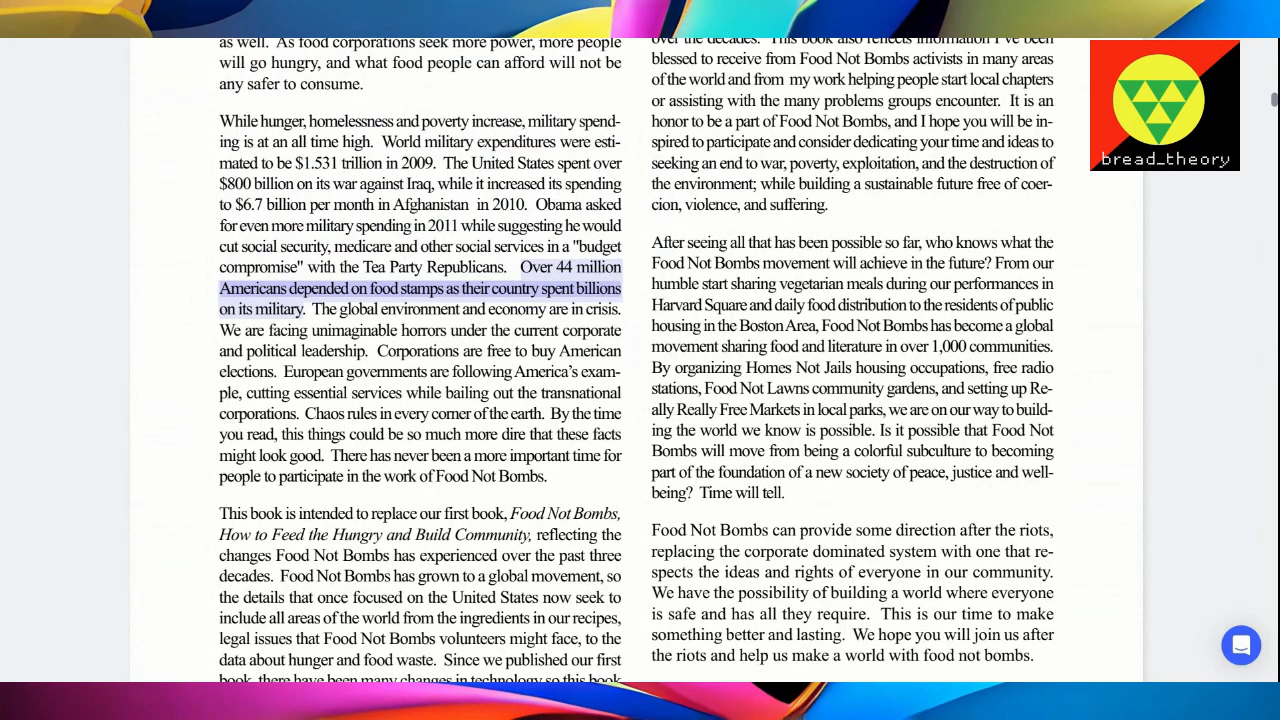 as well. As food corporations seek more power, more people
will go hungry, and what food people can afford will not be
any safer to consume.
While hunger, homelessness and poverty increase, military spend-
ing is at an all time high. World military expenditures were esti-
mated to be $1.531 trillion in 2009. The United States spent over
$800 billion on its war against Iraq, while it increased its spending
to $6.7 billion per month in Afghanistan in 2010. Obama asked
for even more military spending in 2011 while suggesting he would
cut social security, medicare and other social services in a "budget
compromise" with the Tea Party Republicans. Over 44 million
Americans depended on food stamps as their country spent billions
on its military. The global environment and economy are in crisis.
We are facing unimaginable horrors under the current corporate
and political leadership. Corporations are free to buy American
elections. European governments are following America's exam-
ple, cutting essential services while bailing out the transnational
corporations. Chaos rules in every corner of the earth. By the time
you read, this things could be so much more dire that these facts
might look good. There has never been a more important time for
people to participate in the work of Food Not Bombs.
This book is intended to replace our first book, Food Not Bombs,
How to Feed the Hungry and Build Community, reflecting the
changes Food Not Bombs has experienced over the past three
decades. Food Not Bombs has grown to a global movement, so
the details that once focused on the United States now seek to
include all areas of the world from the ingredients in our recipes,
legal issues that Food Not Bombs volunteers might face, to the
data about hunger and food waste. Since we published our first
book, there have been many changes in technology so this book
over the decades. This book also reflects information I've been
blessed to receive from Food Not Bombs activists in many areas
of the world and from my work helping people start local chapters
or assisting with the many problems groups encounter. It is an
honor to be a part of Food Not Bombs, and I hope you will be in-
spired to participate and consider dedicating your time and ideas to
seeking an end to war, poverty, exploitation, and the destruction of
the environment; while building a sustainable future free of coer-
cion, violence, and suffering.
After seeing all that has been possible so far, who knows what the
Food Not Bombs movement will achieve in the future? From our
humble start sharing vegetarian meals during our performances in
Harvard Square and daily food distribution to the residents of public
housing in the Boston Area, Food Not Bombs has become a global
movement sharing food and literature in over 1,000 communities.
By organizing Homes Not Jails housing occupations, free radio
stations, Food Not Lawns community gardens, and setting up Re-
ally Really Free Markets in local parks, we are on our way to build-
ing the world we know is possible. Is it possible that Food Not
Bombs will move from being a colorful subculture to becoming
part of the foundation of a new society of peace, justice and well-
being? Time will tell.
Food Not Bombs can provide some direction after the riots,
replacing the corporate dominated system with one that re-
spects the ideas and rights of everyone in our community.
We have the possibility of building a world where everyone
is safe and has all they require. This is our time to make
something better and lasting. We hope you will join us after
the riots and help us make a world with food not bombs.
bread_theory